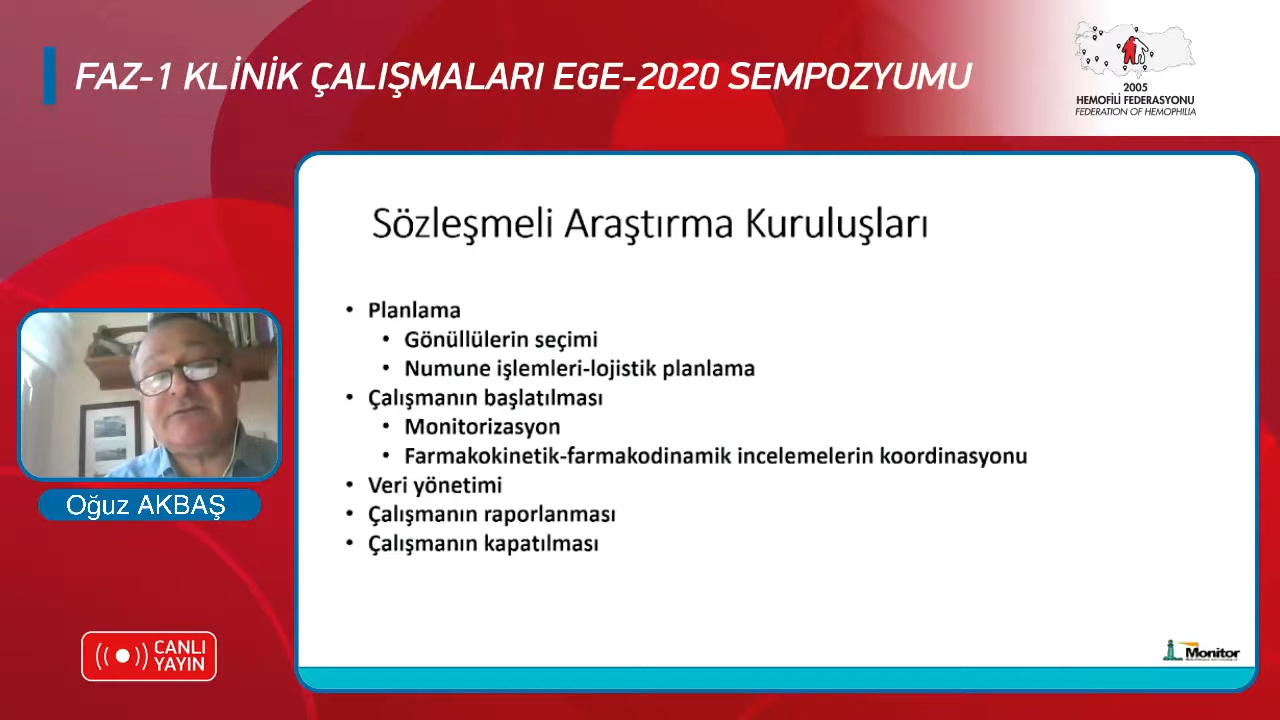 FAZ-1 KLİNİK ÇALIŞMALARI EGE-2020 SEMPOZYUMU
2005
HEMOFİLİ FEDERASYONU
FEDERATION OF HEMOPHILIA
Sözleşmeli Araştırma Kuruluşları
• Planlama
• Gönüllülerin seçimi
• Numune işlemleri-lojistik planlama
• Çalışmanın başlatılması
• Monitorizasyon
• Farmakokinetik-farmakodinamik incelemelerin koordinasyonu
• Veri yönetimi
• Çalışmanın raporlanması
• Çalışmanın kapatılması
Oğuz AKBAŞ
CANLI
YAYIN
Monitor